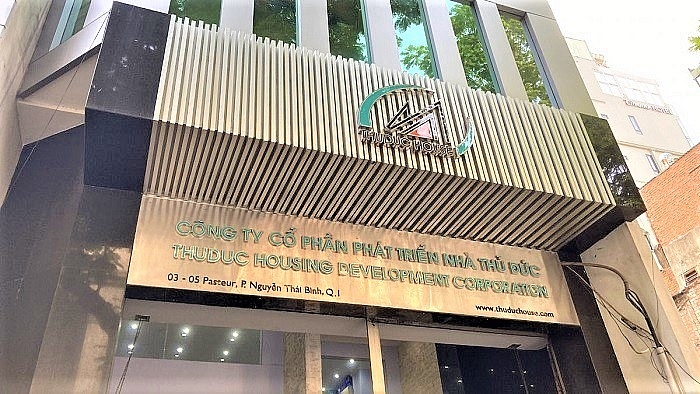 THUDUC HOUSE
CÔNG TY CỔ PHẦN PHÁT TRIỂN NHÀ THỦ ĐỨC
THUDUC HOUSING DEVELOPMENT CORPORATION
03 - 05 Pasteur, P. Nguyễn Thái Bình, Q.1
www.thuduchouse.com